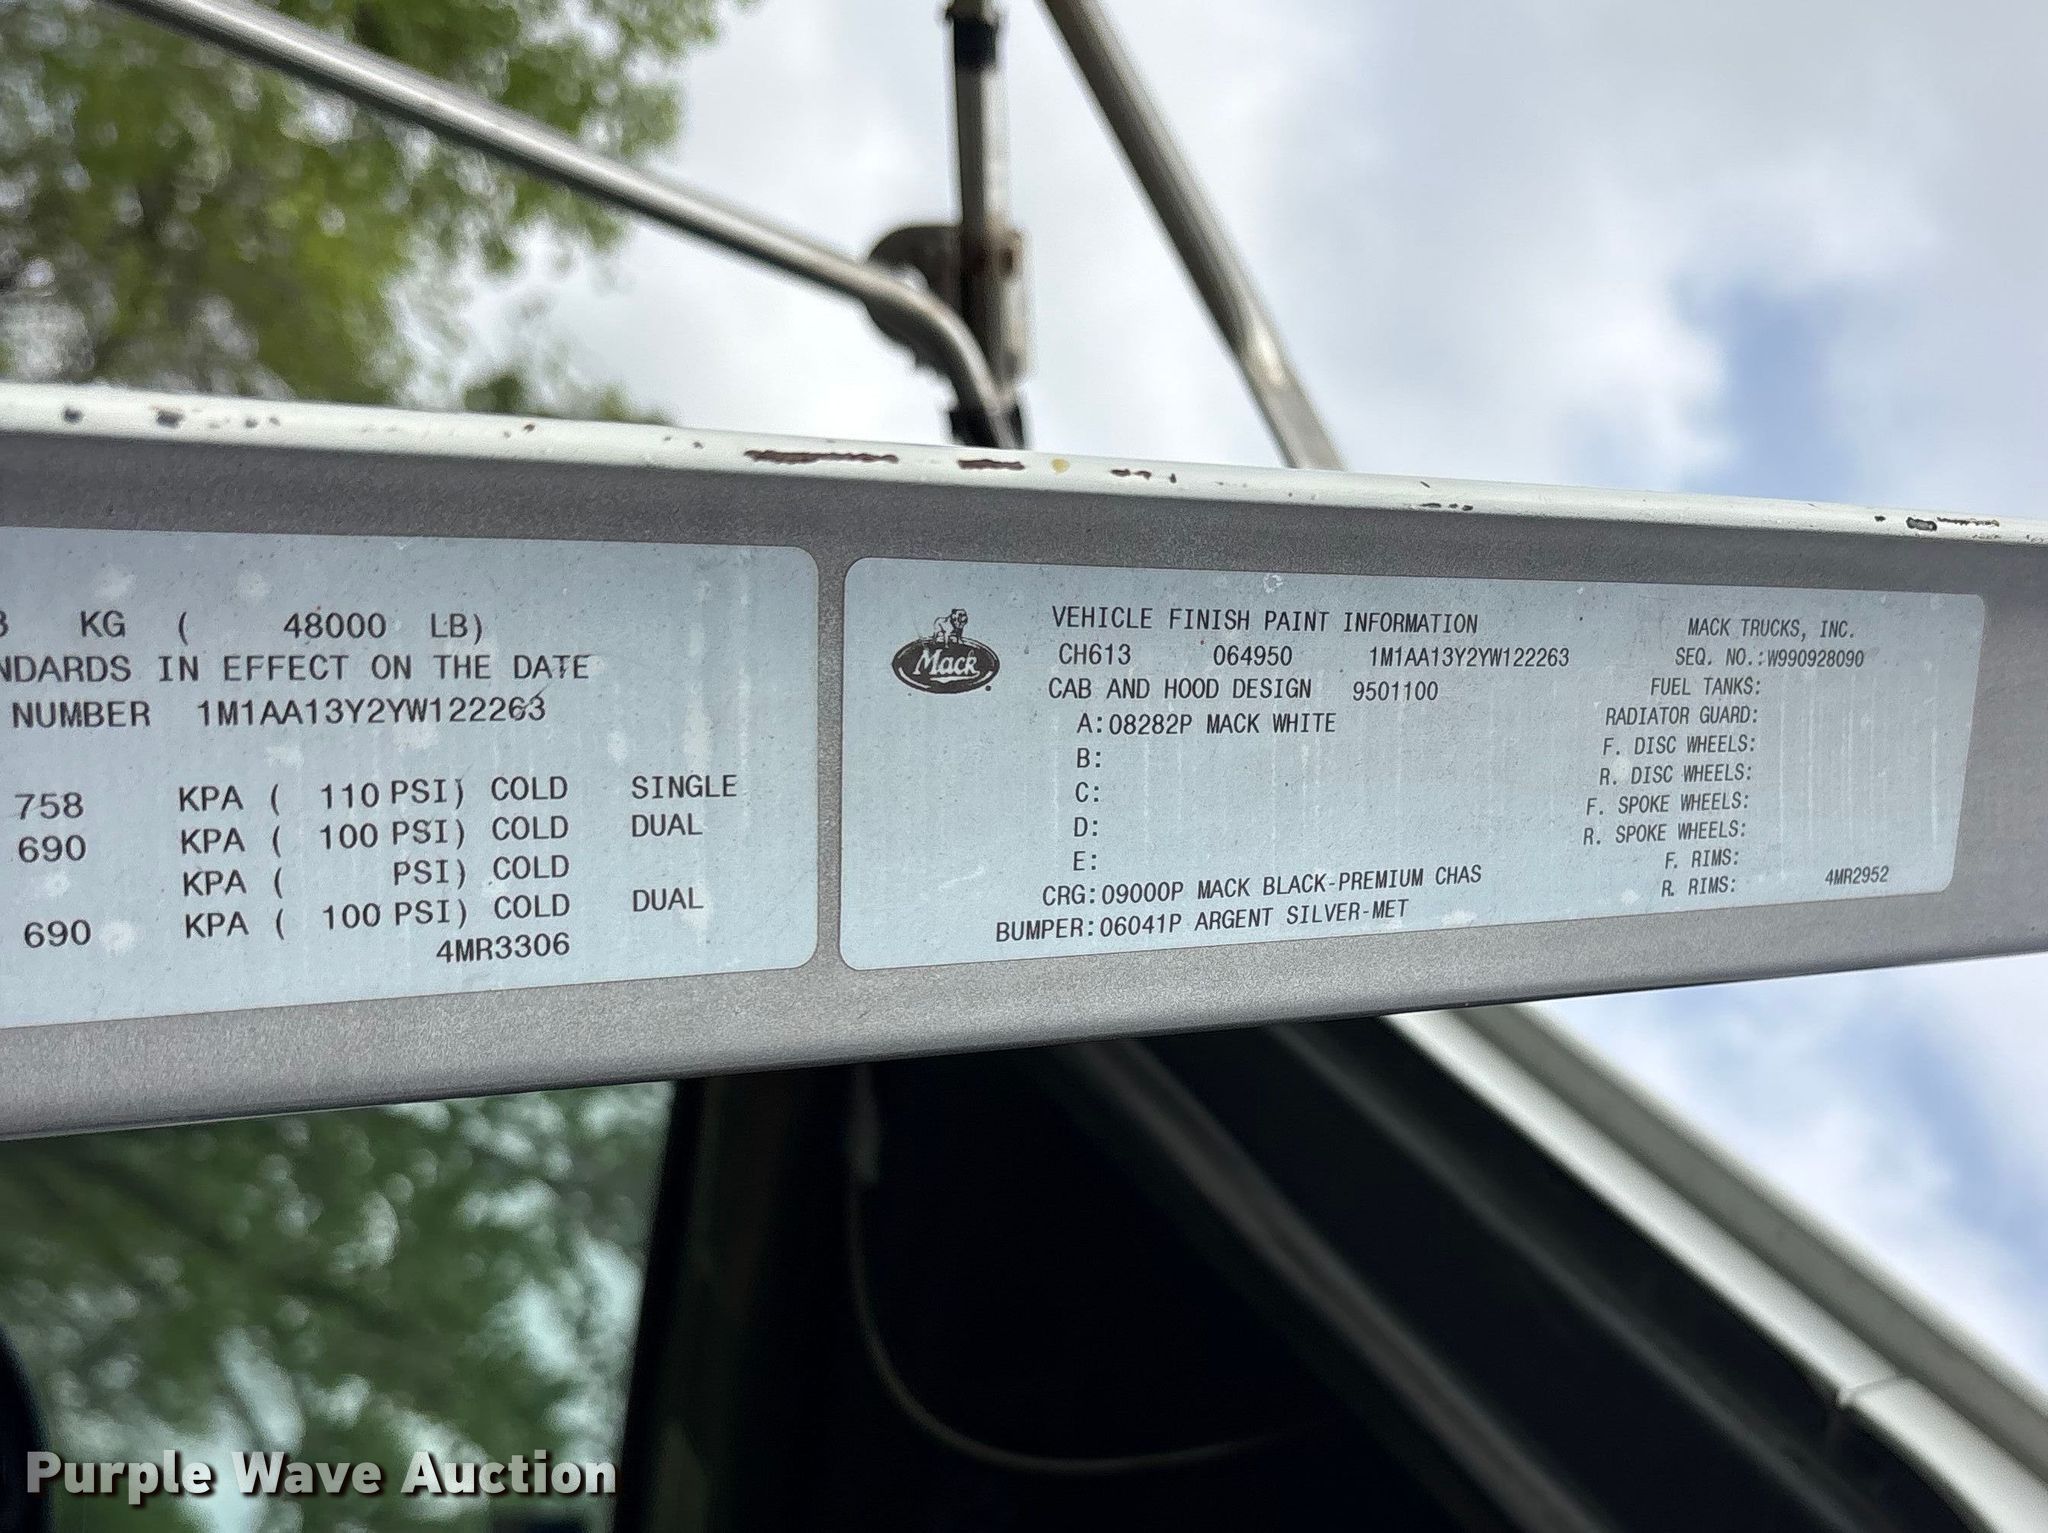 KG ( 48000 LB)
IN EFFECT ON THE DATE
NUMBER 1M1AA13Y2YW122263
758 KPA ( 110 PSI) COLD SINGLE
690 KPA ( 100 PSI) COLD DUAL
KPA ( PSI) COLD
690 KPA ( 100 PSI) COLD DUAL
4MR3306
Mack
VEHICLE FINISH PAINT INFORMATION
CH613 064950 1M1AA13Y2YW122263
CAB AND HOOD DESIGN 9501100
A:08282P MACK WHITE
B:
C:
D:
E:
CRG:09000P MACK BLACK-PREMIUM CHAS
BUMPER:06041P ARGENT SILVER-MET
MACK TRUCKS, INC.
SEQ. NO.:W990928090
FUEL TANKS:
RADIATOR GUARD:
F. DISC WHEELS:
R. DISC WHEELS:
F. SPOKE WHEELS:
R. SPOKE WHEELS:
F. RIMS:
R. RIMS: 4MR2952
Purple Wave Auction